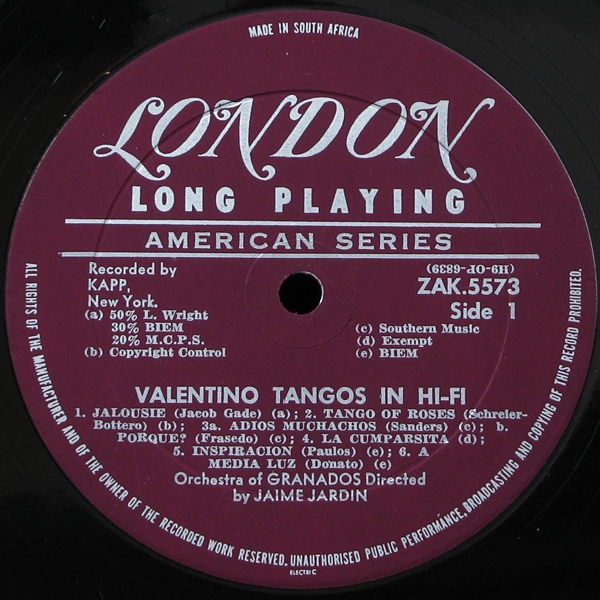 MADE IN SOUTH AFRICA
LONDON
LONG PLAYING
AMERICAN SERIES
Recorded by
KAPP,
New York.
(a) 50% L. Wright
30% BIEM
20% M.C.P.S.
(b) Copyright Control
(H9-OP-6839)
ZAK.5573
Side 1
(c) Southern Music
(d) Exempt
(e) BIEM
VALENTINO TANGOS IN HI-FI
1. JALOUSIE (Jacob Gade) (a); 2. TANGO OF ROSES (Schreier-
Bottero) (b); 3a. ADIOS MUCHACHOS (Sanders) (c); b.
PORQUE? (Frasedo) (c); 4. LA CUMPARSITA (d);
5. INSPIRACION (Paulos) (e); 6. A
MEDIA LUZ (Donato) (e)
Orchestra of GRANADOS Directed
by JAIME JARDIN
ALL RIGHTS OF THE MANUFACTURER AND OF THE OWNER OF THE RECORDED WORK RESERVED. UNAUTHORISED PUBLIC PERFORMANCE, BROADCASTING AND COPYING OF THIS RECORD PROHIBITED.
ELECTRIC